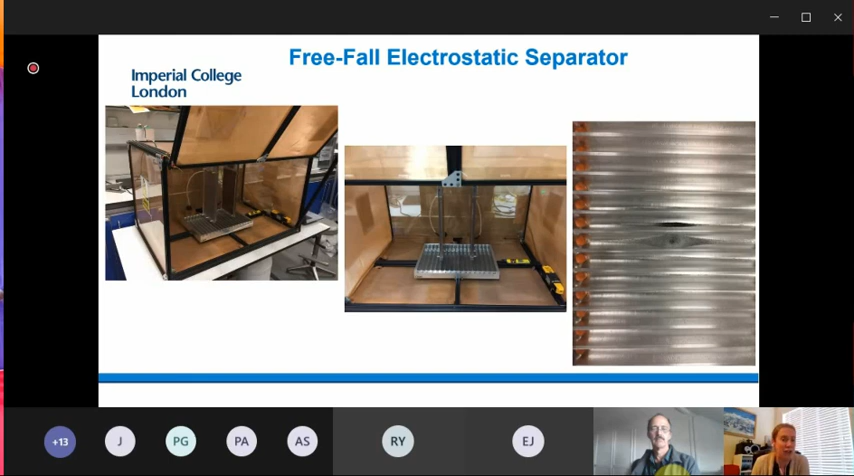 Free-Fall Electrostatic Separator
Imperial College
London
+13
J
PG
PA
AS
RY
EJ